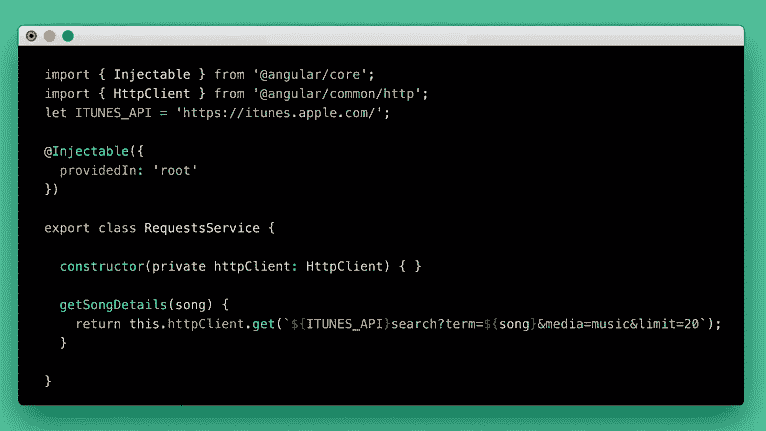 import { Injectable } from '@angular/core';
import { HttpClient } from '@angular/common/http';
let ITUNES_API = 'https://itunes.apple.com/';
@Injectable({
  providedIn: 'root'
})
export class RequestsService {
  constructor(private httpClient: HttpClient) { }
  getSongDetails(song) {
    return this.httpClient.get(`${ITUNES_API}search?term=${song}&media=music&limit=20`);
  }
}